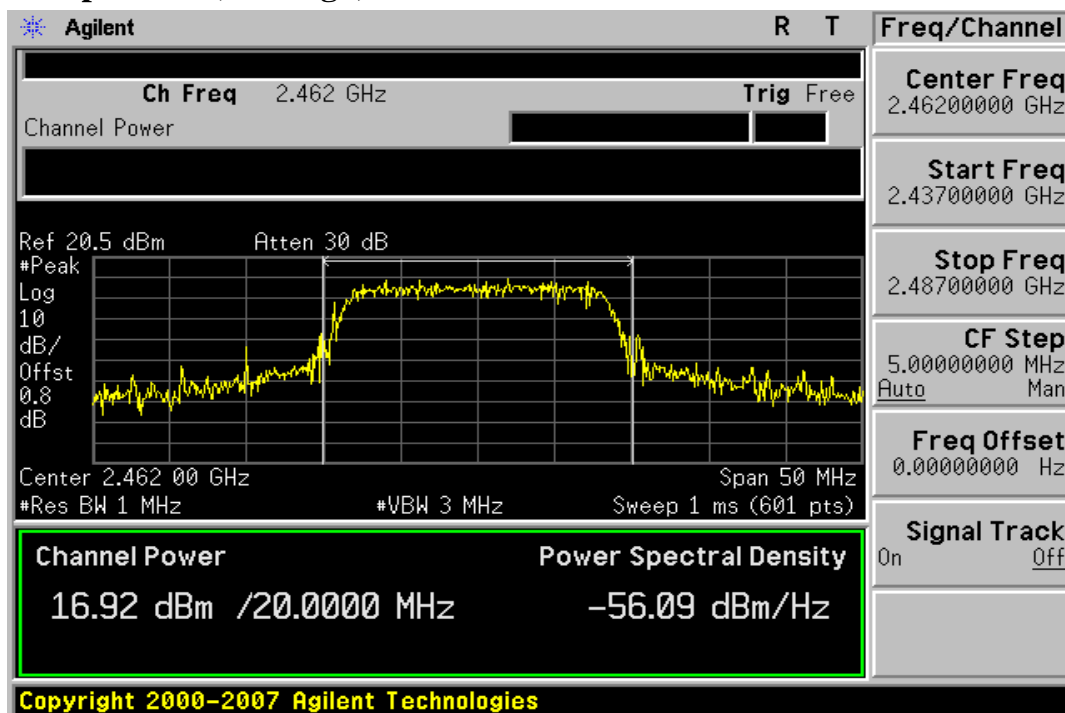 Agilent R T Freq/Channel
Ch Freq 2.462 GHz Trig Free
Channel Power
Center Freq
2.46200000 GHz
Start Freq
2.43700000 GHz
Stop Freq
2.48700000 GHz
CF Step
5.00000000 MHz
Auto Man
Freq Offset
0.00000000 Hz
Signal Track
On Off
Ref 20.5 dBm Atten 30 dB
#Peak
Log
10
dB/
Offst
0.8
dB
Center 2.462 00 GHz Span 50 MHz
#Res BW 1 MHz #VBW 3 MHz Sweep 1 ms (601 pts)
Channel Power Power Spectral Density
16.92 dBm /20.0000 MHz -56.09 dBm/Hz
Copyright 2000-2007 Agilent Technologies